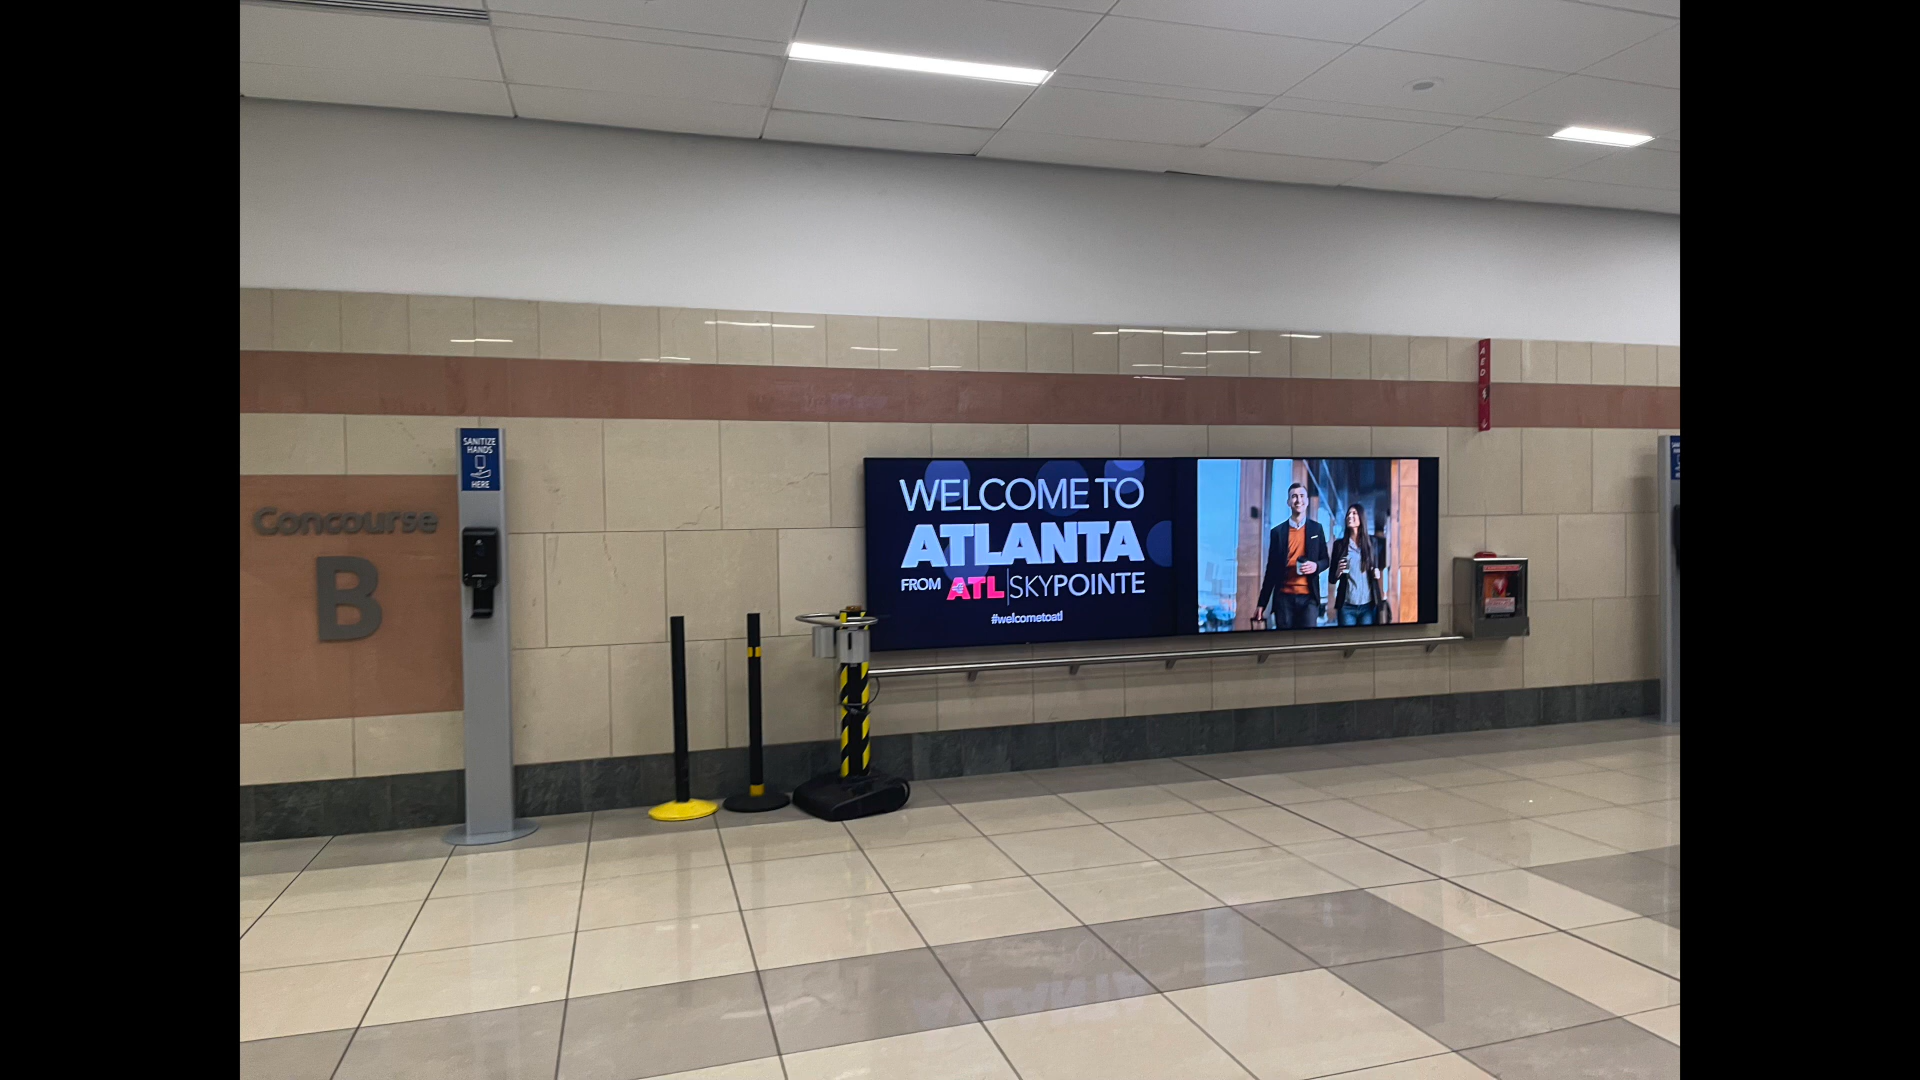 SANITIZE
HANDS
HERE
Concourse
B
WELCOME TO
ATLANTA
FROM ATL|SKYPOINTE
#welcometoatl
AED